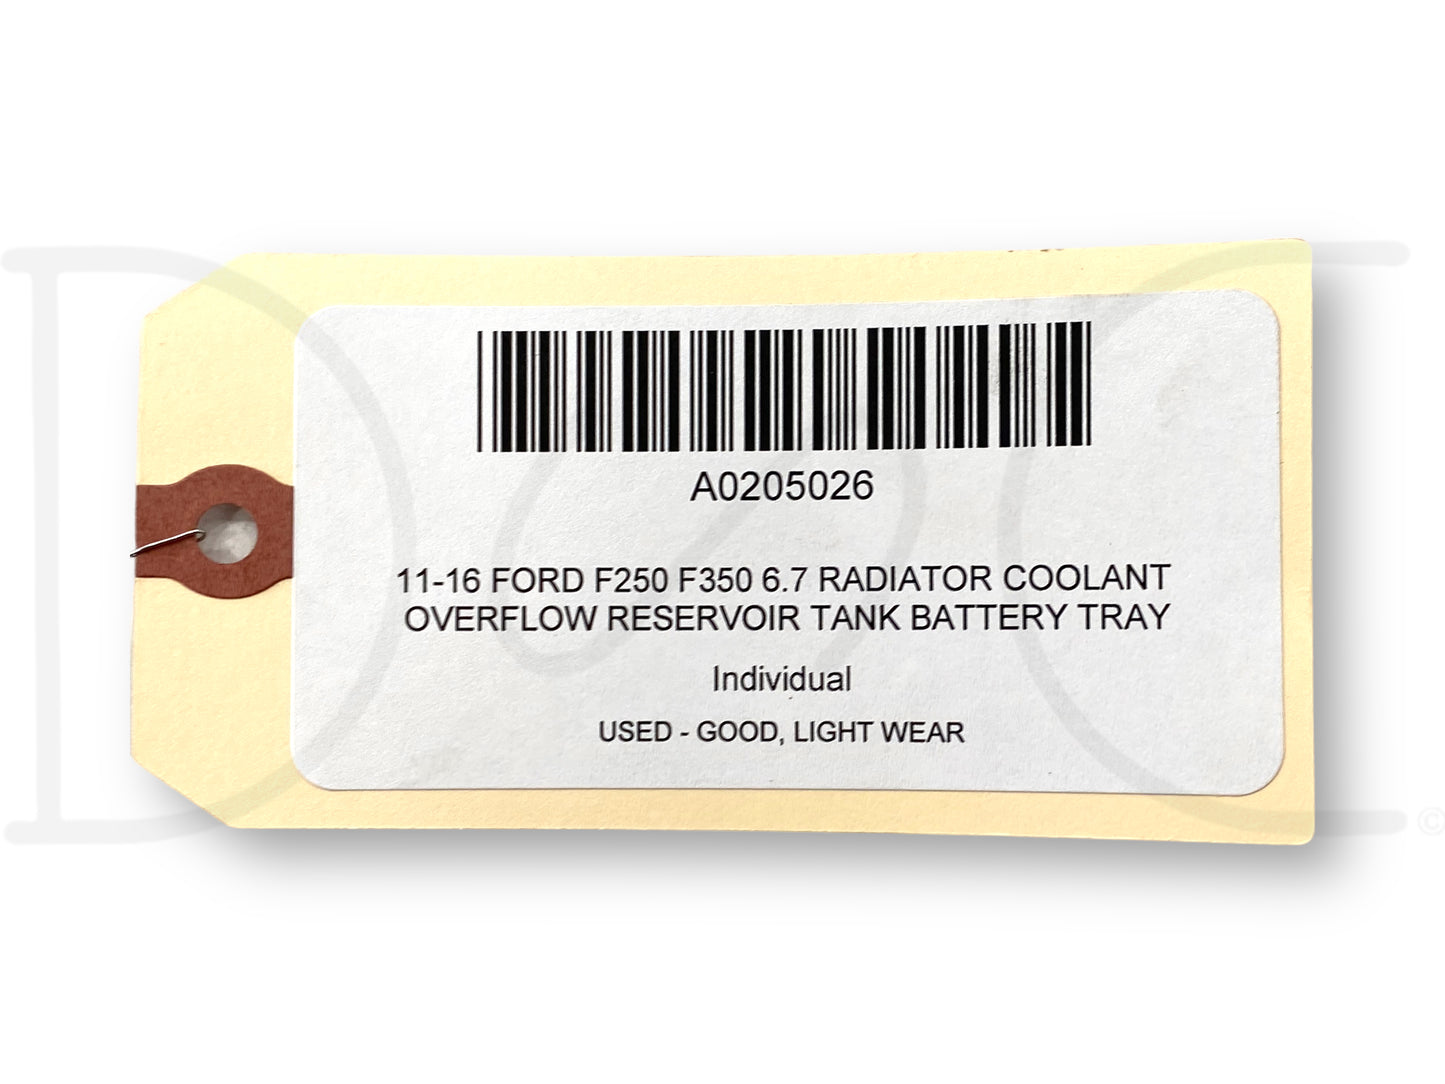 A0205026
11-16 FORD F250 F350 6.7 RADIATOR COOLANT
OVERFLOW RESERVOIR TANK BATTERY TRAY
Individual
USED - GOOD, LIGHT WEAR
©